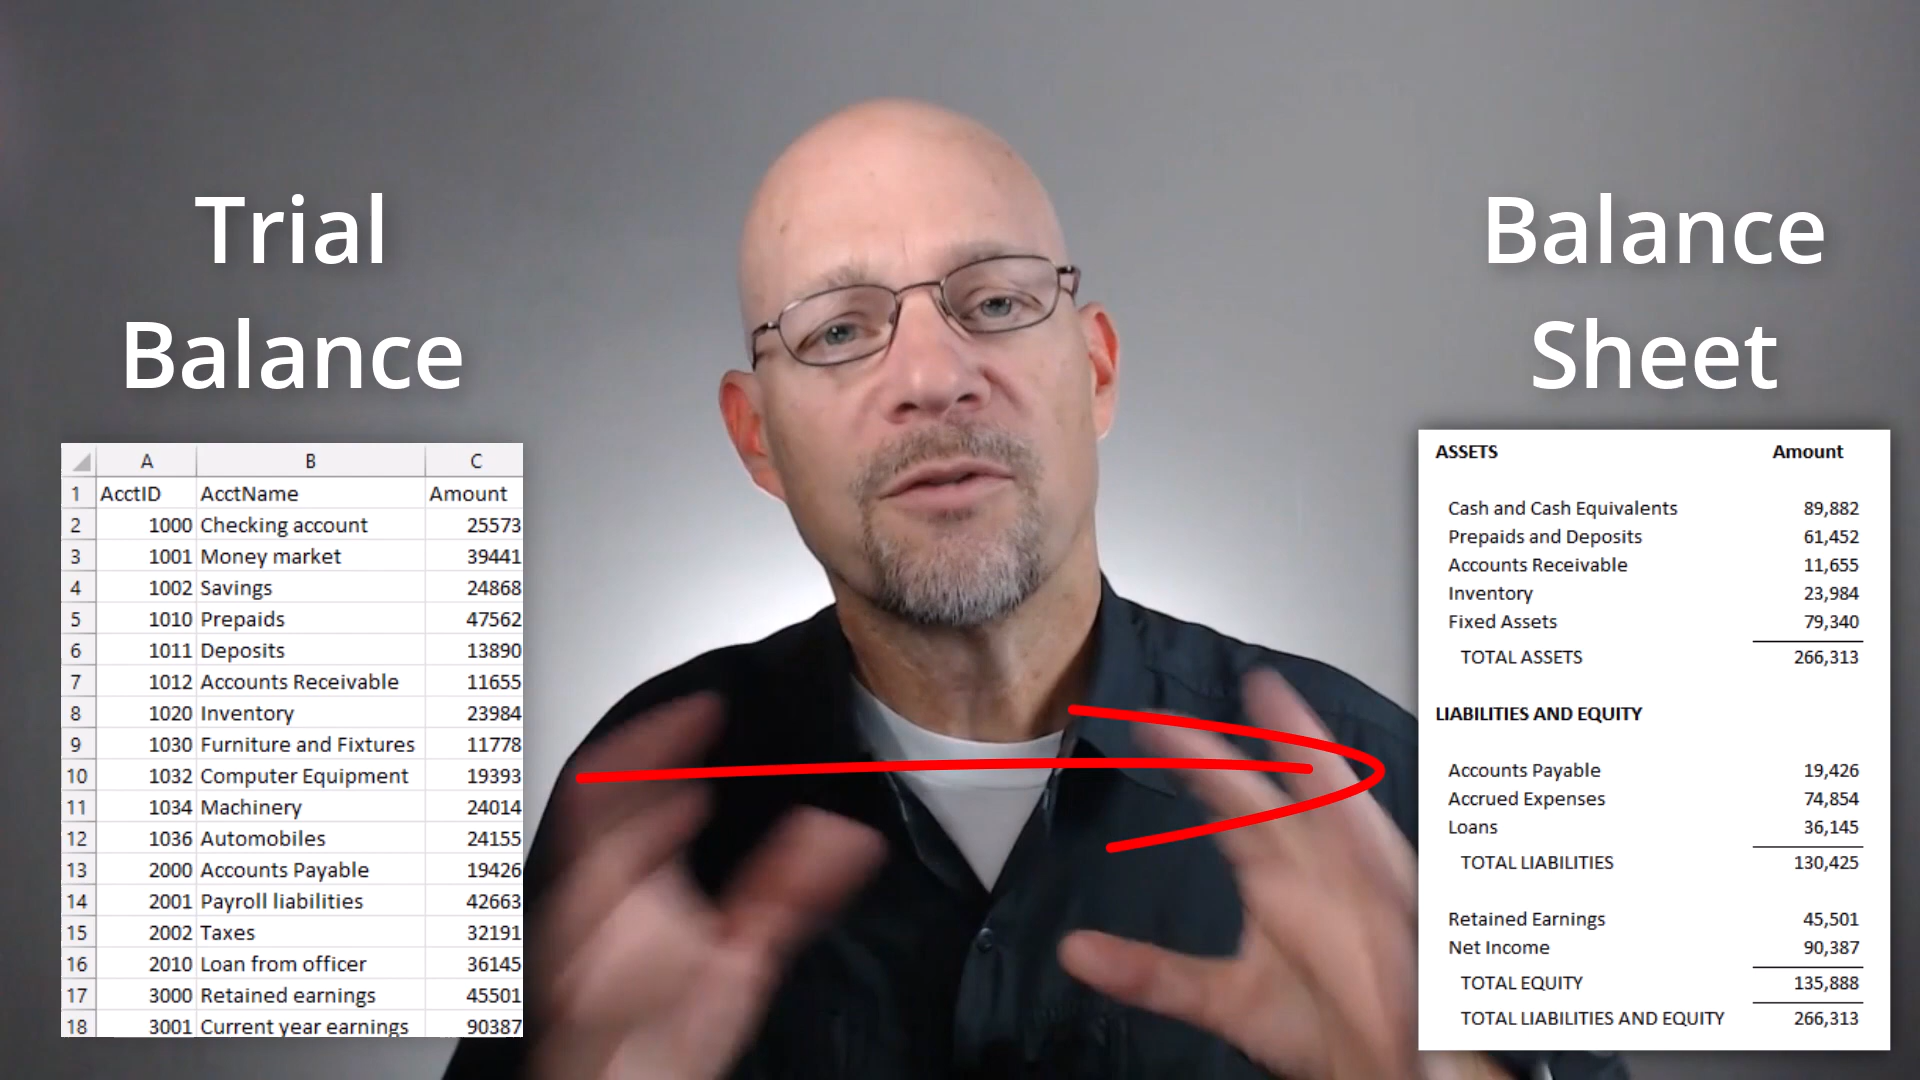 Trial
Balance
A B C
1 AcctID AcctName Amount
2 1000 Checking account 25573
3 1001 Money market 39441
4 1002 Savings 24868
5 1010 Prepaids 47562
6 1011 Deposits 13890
7 1012 Accounts Receivable 11655
8 1020 Inventory 23984
9 1030 Furniture and Fixtures 11778
10 1032 Computer Equipment 19393
11 1034 Machinery 24014
12 1036 Automobiles 24155
13 2000 Accounts Payable 19426
14 2001 Payroll liabilities 42663
15 2002 Taxes 32191
16 2010 Loan from officer 36145
17 3000 Retained earnings 45501
18 3001 Current year earnings 90387
Balance
Sheet
ASSETS Amount
Cash and Cash Equivalents 89,882
Prepaids and Deposits 61,452
Accounts Receivable 11,655
Inventory 23,984
Fixed Assets 79,340
TOTAL ASSETS 266,313
LIABILITIES AND EQUITY
Accounts Payable 19,426
Accrued Expenses 74,854
Loans 36,145
TOTAL LIABILITIES 130,425
Retained Earnings 45,501
Net Income 90,387
TOTAL EQUITY 135,888
TOTAL LIABILITIES AND EQUITY 266,313